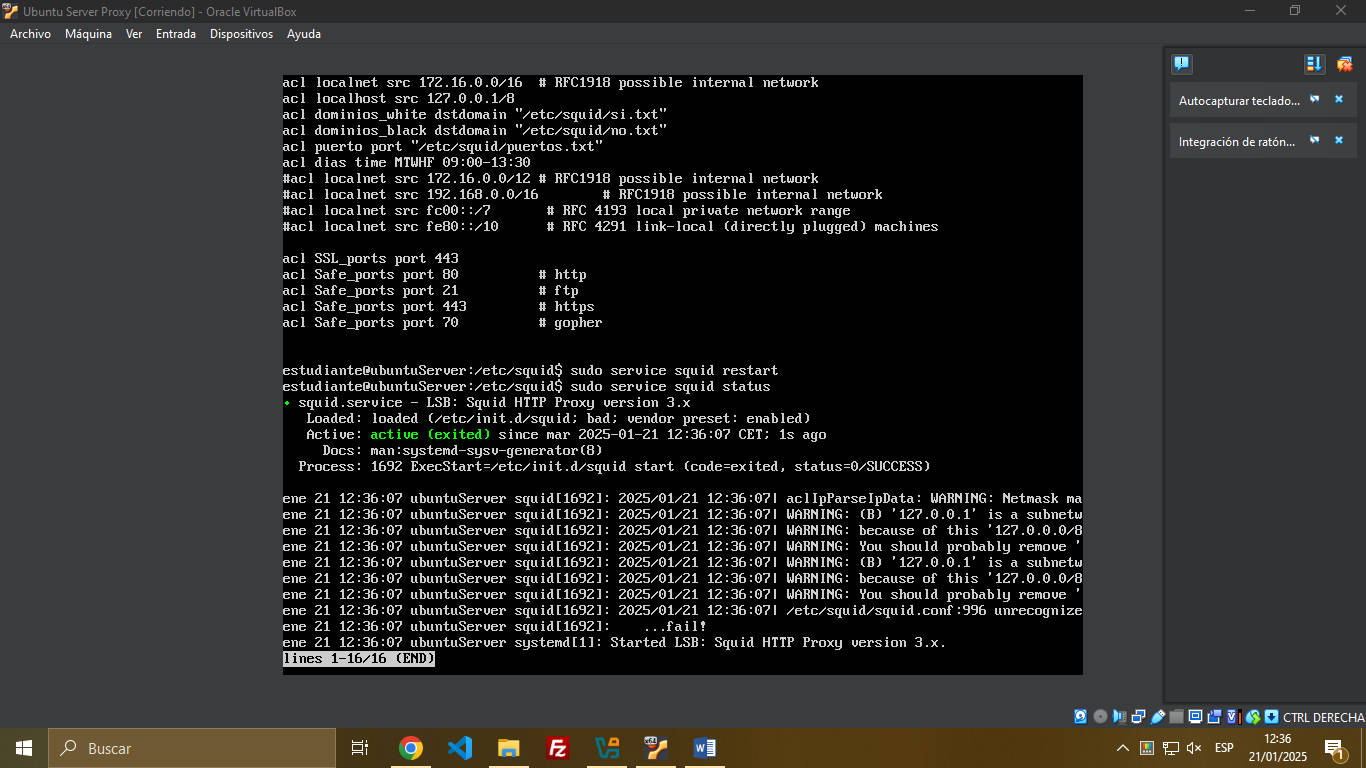 Ubuntu Server Proxy [Corriendo] - Oracle VirtualBox
Archivo Máquina Ver Entrada Dispositivos Ayuda
Autocapturar teclado...
Integración de ratón...
acl localnet src 172.16.0.0/16 # RFC1918 possible internal network
acl localhost src 127.0.0.1/8
acl dominios_white dstdomain "/etc/squid/si.txt"
acl dominios_black dstdomain "/etc/squid/no.txt"
acl puerto port "/etc/squid/puertos.txt"
acl dias time MTWHF 09:00-13:30
#acl localnet src 172.16.0.0/12 # RFC1918 possible internal network
#acl localnet src 192.168.0.0/16 # RFC1918 possible internal network
#acl localnet src fc00::/7 # RFC 4193 local private network range
#acl localnet src fe80::/10 # RFC 4291 link-local (directly plugged) machines
acl SSL_ports port 443
acl Safe_ports port 80 # http
acl Safe_ports port 21 # ftp
acl Safe_ports port 443 # https
acl Safe_ports port 70 # gopher
estudiante@ubuntuServer:/etc/squid$ sudo service squid restart
estudiante@ubuntuServer:/etc/squid$ sudo service squid status
• squid.service - LSB: Squid HTTP Proxy version 3.x
Loaded: loaded (/etc/init.d/squid; bad; vendor preset: enabled)
Active: active (exited) since mar 2025-01-21 12:36:07 CET; 1s ago
Docs: man:systemd-sysv-generator(8)
Process: 1692 ExecStart=/etc/init.d/squid start (code=exited, status=0/SUCCESS)
ene 21 12:36:07 ubuntuServer squid[1692]: 2025/01/21 12:36:07| aclIpParseIpData: WARNING: Netmask ma
ene 21 12:36:07 ubuntuServer squid[1692]: 2025/01/21 12:36:07| WARNING: (B) '127.0.0.1' is a subnetw
ene 21 12:36:07 ubuntuServer squid[1692]: 2025/01/21 12:36:07| WARNING: because of this '127.0.0.0/8
ene 21 12:36:07 ubuntuServer squid[1692]: 2025/01/21 12:36:07| WARNING: You should probably remove '
ene 21 12:36:07 ubuntuServer squid[1692]: 2025/01/21 12:36:07| WARNING: (B) '127.0.0.1' is a subnetw
ene 21 12:36:07 ubuntuServer squid[1692]: 2025/01/21 12:36:07| WARNING: because of this '127.0.0.0/8
ene 21 12:36:07 ubuntuServer squid[1692]: 2025/01/21 12:36:07| WARNING: You should probably remove '
ene 21 12:36:07 ubuntuServer squid[1692]: 2025/01/21 12:36:07| /etc/squid/squid.conf:996 unrecognize
ene 21 12:36:07 ubuntuServer squid[1692]: ...fail!
ene 21 12:36:07 ubuntuServer systemd[1]: Started LSB: Squid HTTP Proxy version 3.x.
lines 1-16/16 (END)
CTRL DERECHA
Buscar
ESP
12:36
21/01/2025
1